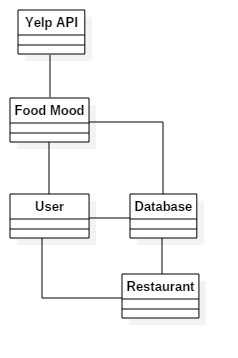 Yelp API
Food Mood
User
Database
Restaurant